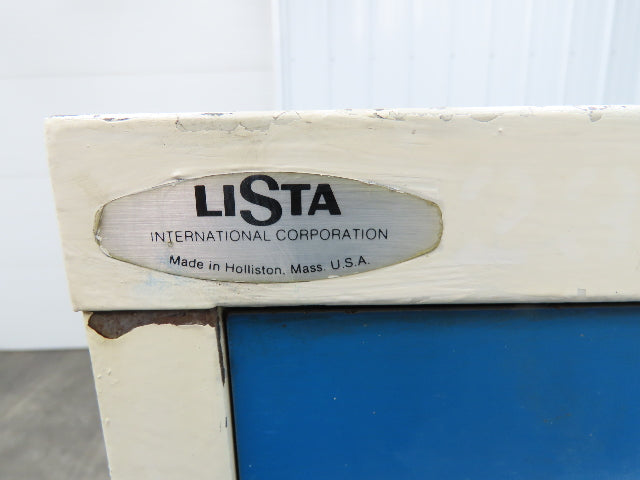 LISTA
INTERNATIONAL CORPORATION
Made in Holliston, Mass. U.S.A.